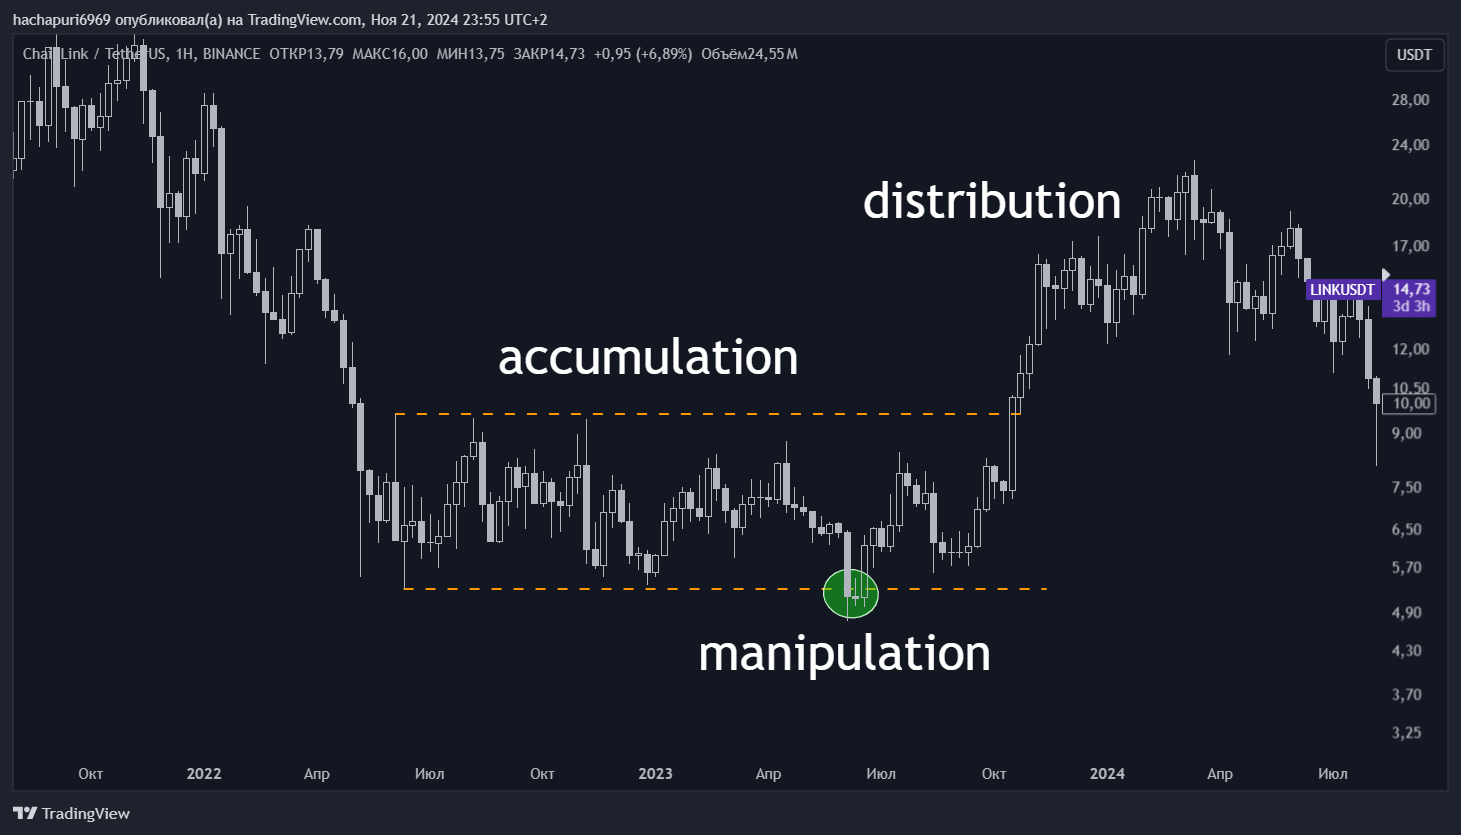 hachapuri6969 опубликовал(а) на TradingView.com, Ноя 21, 2024 23:55 UTC+2
ChainLink / TetherUS, 1Н, BINANCE ОТКР13,79 МАКС16,00 МИН13,75 ЗАКР14,73 +0,95 (+6,89%) Объём24,55 M
USDT
28,00
24,00
distribution
20,00
17,00
LINKUSDT 14,73
3d 3h
accumulation
12,00
10,50
10,00
9,00
7,50
6,50
5,70
4,90
manipulation
4,30
3,70
3,25
Окт 2022 Апр Июл Окт 2023 Апр Июл Окт 2024 Апр Июл
TradingView